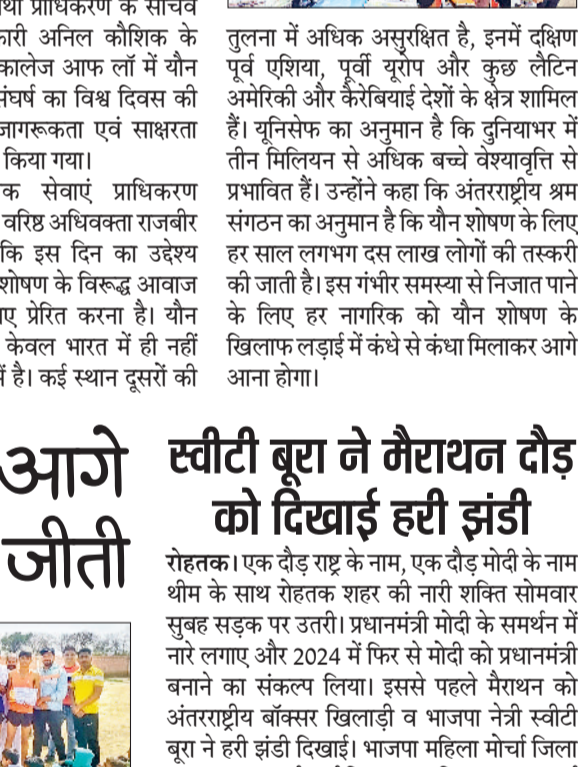 प्राधिकरण के सचिव
अनिल कौशिक के
कालेज आफ लॉ में यौन
संघर्ष का विश्व दिवस की
जागरूकता एवं साक्षरता
किया गया।
सेवाएं प्राधिकरण
वरिष्ठ अधिवक्ता राजबीर
कि इस दिन का उद्देश्य
शोषण के विरूद्ध आवाज
प्रेरित करना है। यौन
केवल भारत में ही नहीं
है। कई स्थान दूसरों की
तुलना में अधिक असुरक्षित है, इनमें दक्षिण
पूर्व एशिया, पूर्वी यूरोप और कुछ लैटिन
अमेरिकी और कैरेबियाई देशों के क्षेत्र शामिल
हैं। यूनिसेफ का अनुमान है कि दुनियाभर में
तीन मिलियन से अधिक बच्चे वेश्यावृत्ति से
प्रभावित हैं। उन्होंने कहा कि अंतरराष्ट्रीय श्रम
संगठन का अनुमान है कि यौन शोषण के लिए
हर साल लगभग दस लाख लोगों की तस्करी
की जाती है। इस गंभीर समस्या से निजात पाने
के लिए हर नागरिक को यौन शोषण के
खिलाफ लड़ाई में कंधे से कंधा मिलाकर आगे
आना होगा।
आगे
जीती
स्वीटी बूरा ने मैराथन दौड़
को दिखाई हरी झंडी
रोहतक। एक दौड़ राष्ट्र के नाम, एक दौड़ मोदी के नाम
थीम के साथ रोहतक शहर की नारी शक्ति सोमवार
सुबह सड़क पर उतरी। प्रधानमंत्री मोदी के समर्थन में
नारे लगाए और 2024 में फिर से मोदी को प्रधानमंत्री
बनाने का संकल्प लिया। इससे पहले मैराथन को
अंतरराष्ट्रीय बॉक्सर खिलाड़ी व भाजपा नेत्री स्वीटी
बूरा ने हरी झंडी दिखाई। भाजपा महिला मोर्चा जिला